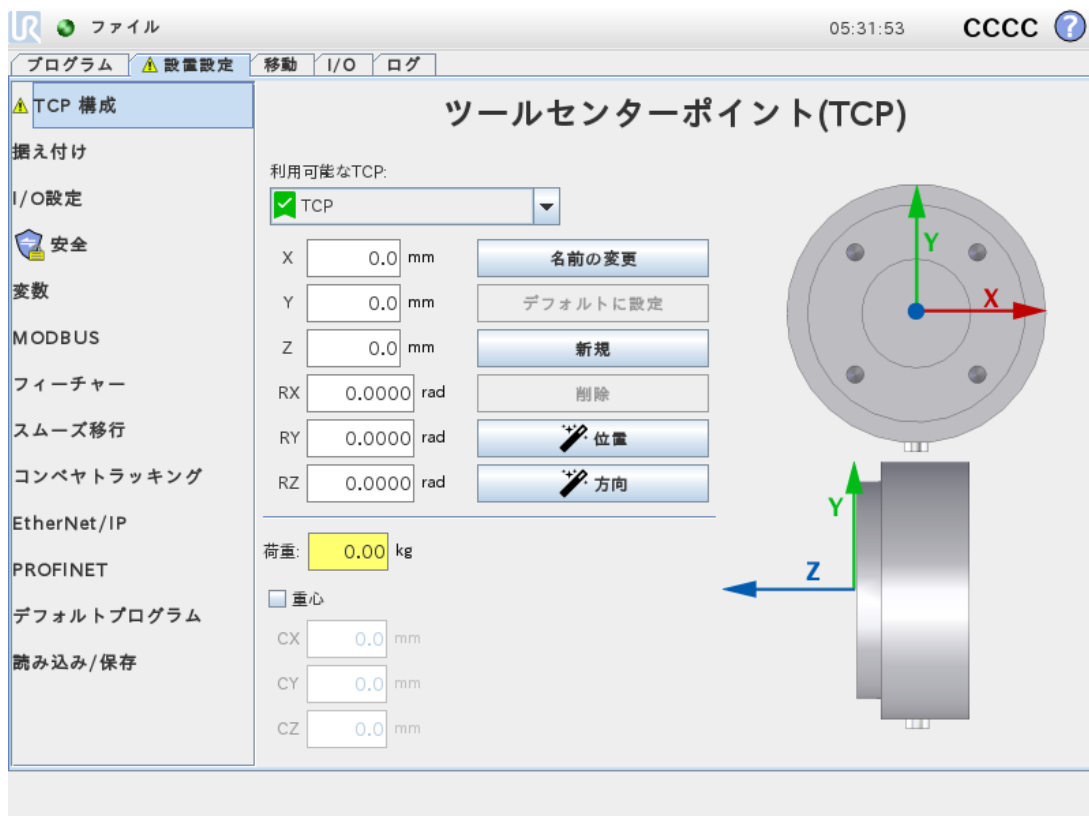 UR ファイル 05:31:53 CCCC ?
プログラム 設置設定 移動 I/O ログ
TCP 構成
据え付け
I/O設定
安全
変数
MODBUS
フィーチャー
スムーズ移行
コンベヤトラッキング
EtherNet/IP
PROFINET
デフォルトプログラム
読み込み/保存
ツールセンターポイント(TCP)
利用可能なTCP:
TCP
X 0.0 mm 名前の変更
Y 0.0 mm デフォルトに設定
Z 0.0 mm 新規
RX 0.0000 rad 削除
RY 0.0000 rad 位置
RZ 0.0000 rad 方向
荷重: 0.00 kg
重心
CX 0.0 mm
CY 0.0 mm
CZ 0.0 mm
Y
X
Y
Z